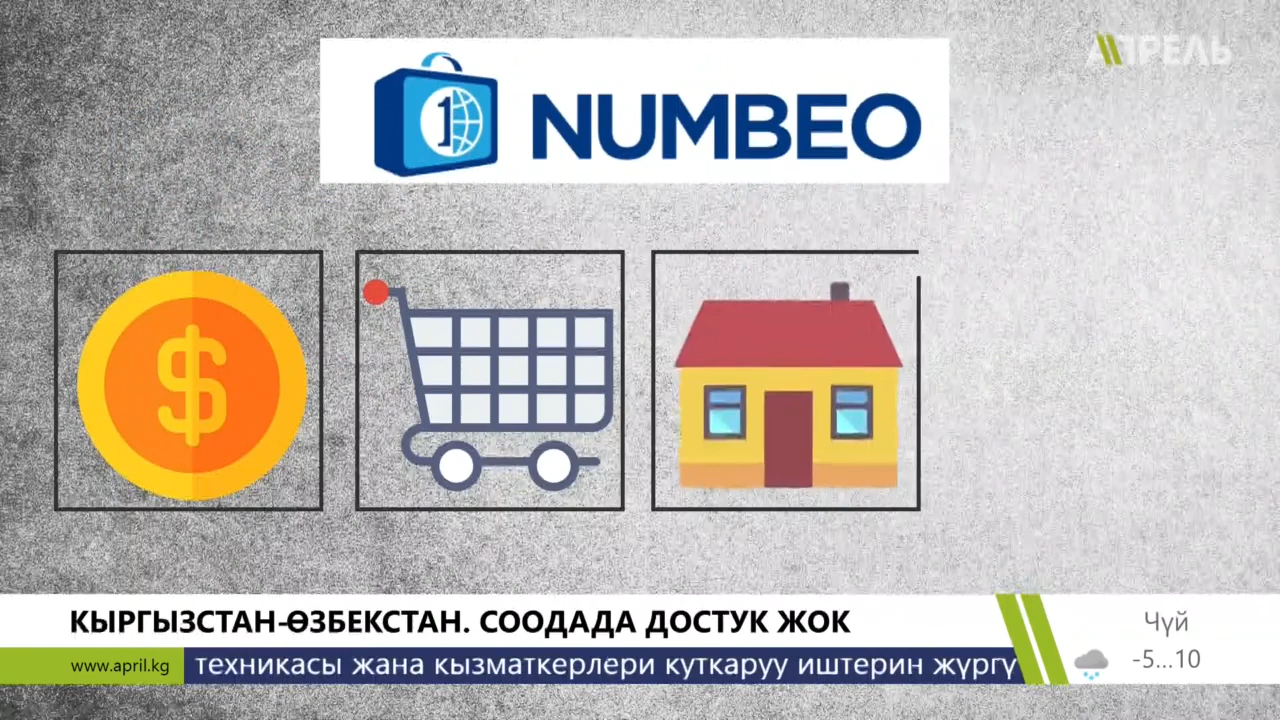 АПРЕЛЬ
1 NUMBEO
$
КЫРГЫЗСТАН-ӨЗБЕКСТАН. СООДАДА ДОСТУК ЖОК
www.april.kg
техникасы жана кызматкерлери куткаруу иштерин жүргү
Чүй
-5...10